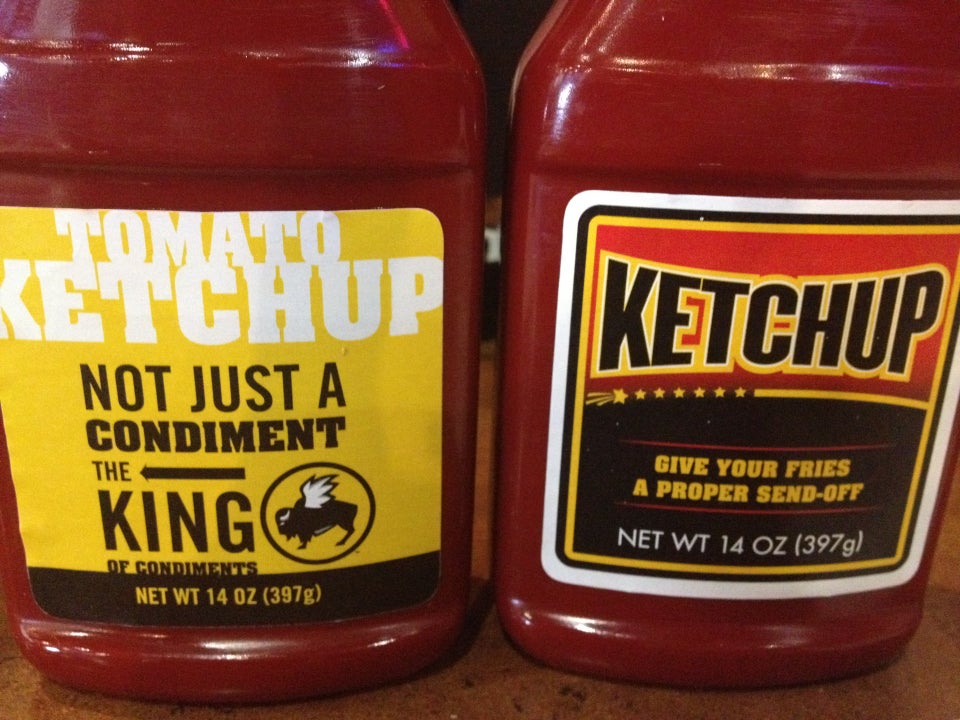 TOMATO
KETCHUP
NOT JUST A
CONDIMENT
THE
KING
OF CONDIMENTS
NET WT 14 OZ (397g)
KETCHUP
GIVE YOUR FRIES
A PROPER SEND-OFF
NET WT 14 OZ (397g)